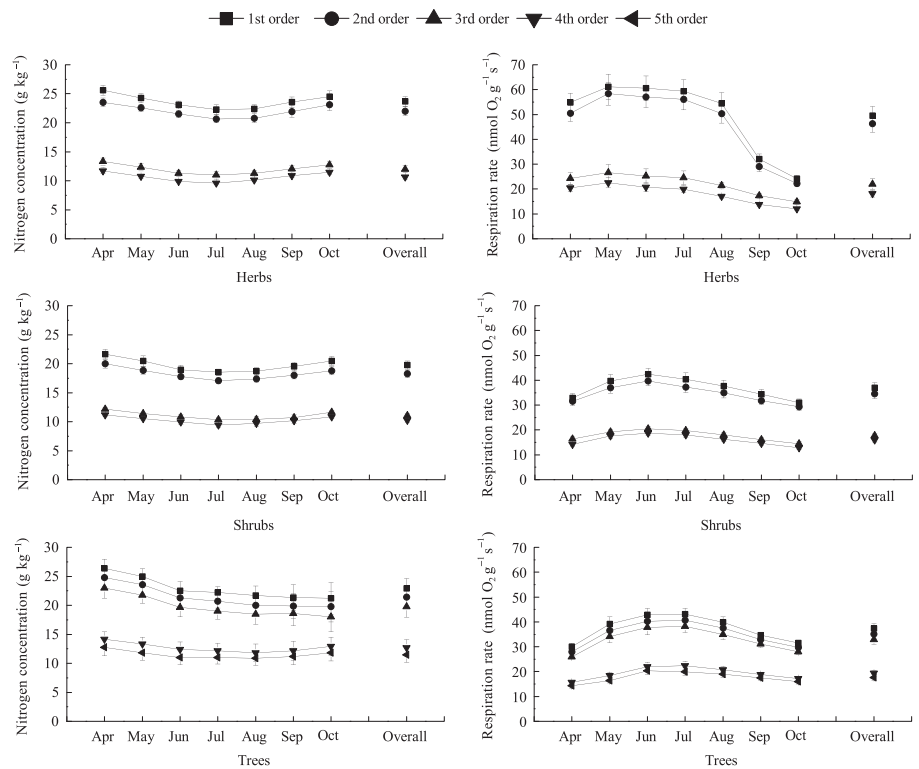 1st order 2nd order 3rd order 4th order 5th order
Nitrogen concentration (g kg⁻¹)
30
25
20
15
10
5
0
Apr May Jun Jul Aug Sep Oct Overall
Herbs
Respiration rate (nmol O₂ g⁻¹ s⁻¹)
70
60
50
40
30
20
10
0
Apr May Jun Jul Aug Sep Oct Overall
Herbs
Nitrogen concentration (g kg⁻¹)
30
25
20
15
10
5
0
Apr May Jun Jul Aug Sep Oct Overall
Shrubs
Respiration rate (nmol O₂ g⁻¹ s⁻¹)
70
60
50
40
30
20
10
0
Apr May Jun Jul Aug Sep Oct Overall
Shrubs
Nitrogen concentration (g kg⁻¹)
30
25
20
15
10
5
0
Apr May Jun Jul Aug Sep Oct Overall
Trees
Respiration rate (nmol O₂ g⁻¹ s⁻¹)
70
60
50
40
30
20
10
0
Apr May Jun Jul Aug Sep Oct Overall
Trees